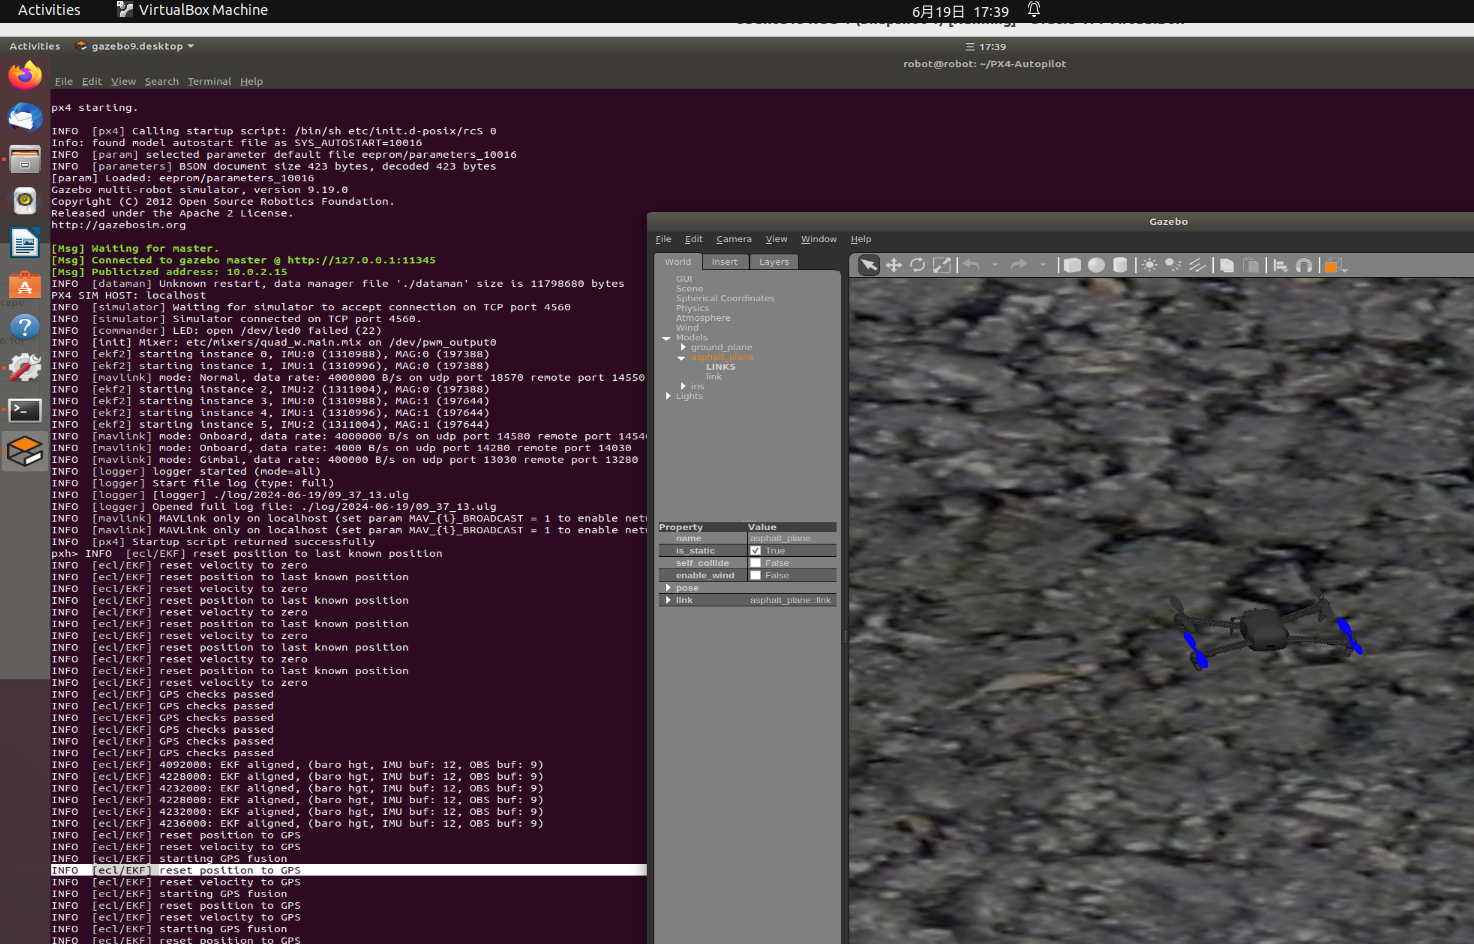 Activities VirtualBox Machine 6月19日 17:39
Activities gazebo9.desktop 三 17:39
robot@robot: ~/PX4-Autopilot
File Edit View Search Terminal Help
px4 starting.
INFO [px4] Calling startup script: /bin/sh etc/init.d-posix/rcS 0
Info: found model autostart file as SYS_AUTOSTART=10016
INFO [param] selected parameter default file eeprom/parameters_10016
INFO [parameters] BSON document size 423 bytes, decoded 423 bytes
[param] Loaded: eeprom/parameters_10016
Gazebo multi-robot simulator, version 9.19.0
Copyright (C) 2012 Open Source Robotics Foundation.
Released under the Apache 2 License.
http://gazebosim.org
[Msg] Waiting for master.
[Msg] Connected to gazebo master @ http://127.0.0.1:11345
[Msg] Publicized address: 10.0.2.15
INFO [dataman] Unknown restart, data manager file './dataman' size is 11798680 bytes
PX4 SIM HOST: localhost
INFO [simulator] Waiting for simulator to accept connection on TCP port 4560
INFO [simulator] Simulator connected on TCP port 4560.
INFO [commander] LED: open /dev/led0 failed (22)
INFO [init] Mixer: etc/mixers/quad_w.main.mix on /dev/pwm_output0
INFO [ekf2] starting instance 0, IMU:0 (1310988), MAG:0 (197388)
INFO [ekf2] starting instance 1, IMU:1 (1310996), MAG:0 (197388)
INFO [mavlink] mode: Normal, data rate: 4000000 B/s on udp port 18570 remote port 14550
INFO [ekf2] starting instance 2, IMU:2 (1311004), MAG:0 (197388)
INFO [ekf2] starting instance 3, IMU:0 (1310988), MAG:1 (197644)
INFO [ekf2] starting instance 4, IMU:1 (1310996), MAG:1 (197644)
INFO [ekf2] starting instance 5, IMU:2 (1311004), MAG:1 (197644)
INFO [mavlink] mode: Onboard, data rate: 4000000 B/s on udp port 14580 remote port 1454
INFO [mavlink] mode: Onboard, data rate: 4000 B/s on udp port 14280 remote port 14030
INFO [mavlink] mode: Gimbal, data rate: 400000 B/s on udp port 13030 remote port 13280
INFO [logger] logger started (mode=all)
INFO [logger] Start file log (type: full)
INFO [logger] [logger] ./log/2024-06-19/09_37_13.ulg
INFO [logger] Opened full log file: ./log/2024-06-19/09_37_13.ulg
INFO [mavlink] MAVLink only on localhost (set param MAV_{i}_BROADCAST = 1 to enable net
INFO [mavlink] MAVLink only on localhost (set param MAV_{i}_BROADCAST = 1 to enable net
INFO [px4] Startup script returned successfully
pxh> INFO [ecl/EKF] reset position to last known position
INFO [ecl/EKF] reset velocity to zero
INFO [ecl/EKF] reset position to last known position
INFO [ecl/EKF] reset velocity to zero
INFO [ecl/EKF] reset position to last known position
INFO [ecl/EKF] reset velocity to zero
INFO [ecl/EKF] reset position to last known position
INFO [ecl/EKF] reset velocity to zero
INFO [ecl/EKF] reset position to last known position
INFO [ecl/EKF] reset velocity to zero
INFO [ecl/EKF] reset position to last known position
INFO [ecl/EKF] reset velocity to zero
INFO [ecl/EKF] GPS checks passed
INFO [ecl/EKF] GPS checks passed
INFO [ecl/EKF] GPS checks passed
INFO [ecl/EKF] GPS checks passed
INFO [ecl/EKF] GPS checks passed
INFO [ecl/EKF] GPS checks passed
INFO [ecl/EKF] 4092000: EKF aligned, (baro hgt, IMU buf: 12, OBS buf: 9)
INFO [ecl/EKF] 4228000: EKF aligned, (baro hgt, IMU buf: 12, OBS buf: 9)
INFO [ecl/EKF] 4232000: EKF aligned, (baro hgt, IMU buf: 12, OBS buf: 9)
INFO [ecl/EKF] 4228000: EKF aligned, (baro hgt, IMU buf: 12, OBS buf: 9)
INFO [ecl/EKF] 4232000: EKF aligned, (baro hgt, IMU buf: 12, OBS buf: 9)
INFO [ecl/EKF] 4236000: EKF aligned, (baro hgt, IMU buf: 12, OBS buf: 9)
INFO [ecl/EKF] reset position to GPS
INFO [ecl/EKF] reset velocity to GPS
INFO [ecl/EKF] starting GPS fusion
INFO [ecl/EKF] reset position to GPS
INFO [ecl/EKF] reset velocity to GPS
INFO [ecl/EKF] starting GPS fusion
INFO [ecl/EKF] reset position to GPS
INFO [ecl/EKF] reset velocity to GPS
INFO [ecl/EKF] starting GPS fusion
INFO [ecl/EKF] reset position to GPS
Gazebo
File Edit Camera View Window Help
World Insert Layers
GUI
Scene
Spherical Coordinates
Physics
Atmosphere
Wind
Models
ground_plane
asphalt_plane
LINKS
link
iris
Lights
Property Value
name asphalt_plane
is_static True
self_collide False
enable_wind False
pose
link asphalt_plane::link